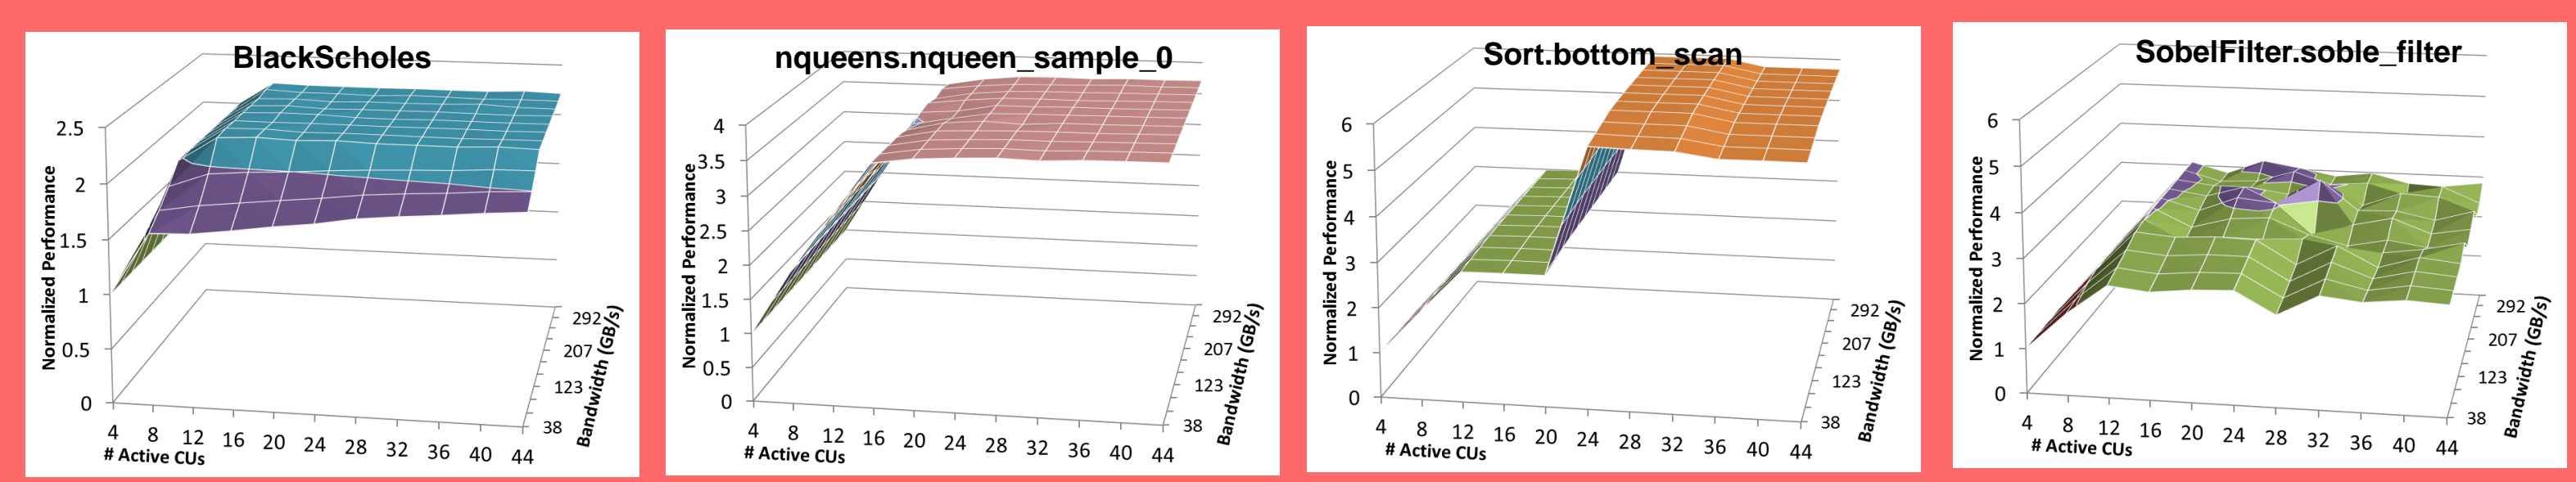 BlackScholes
2.5
2
1.5
1
0.5
0
Normalized Performance
4 8 12 16 20 24 28 32 36 40 44
# Active CUs
292
207
123
38
Bandwidth (GB/s)
nqueens.nqueen_sample_0
4
3.5
3
2.5
2
1.5
1
0.5
0
Normalized Performance
4 8 12 16 20 24 28 32 36 40 44
# Active CUs
292
207
123
38
Bandwidth (GB/s)
Sort.bottom_scan
6
5
4
3
2
1
0
Normalized Performance
4 8 12 16 20 24 28 32 36 40 44
# Active CUs
292
207
123
38
Bandwidth (GB/s)
SobelFilter.soble_filter
6
5
4
3
2
1
0
Normalized Performance
4 8 12 16 20 24 28 32 36 40 44
# Active CUs
292
207
123
38
Bandwidth (GB/s)